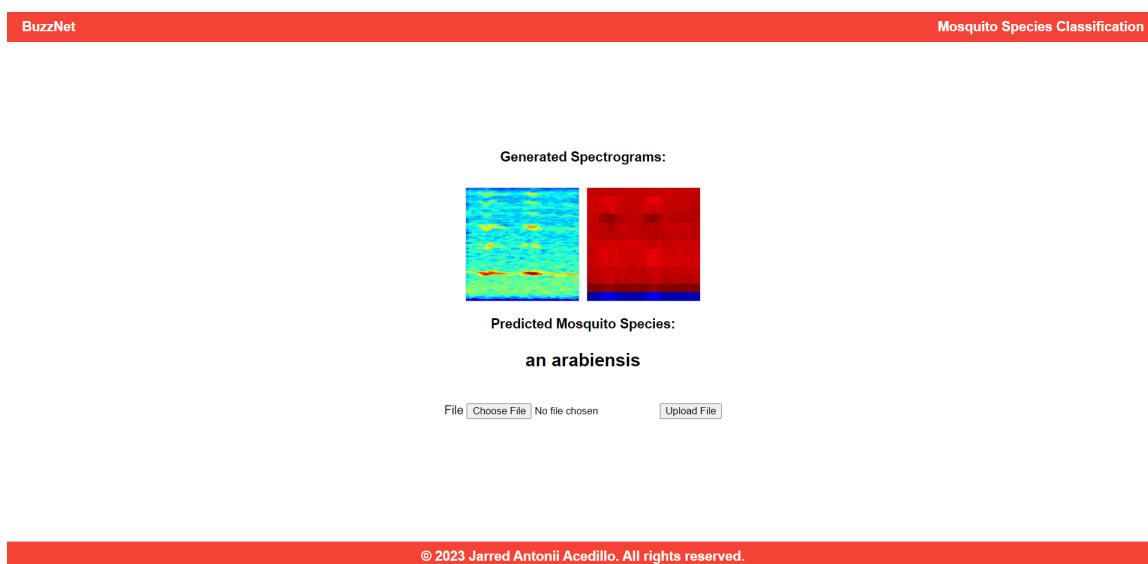 BuzzNet
Mosquito Species Classification
Generated Spectrograms:
Predicted Mosquito Species:
an arabiensis
File Choose File No file chosen Upload File
© 2023 Jarred Antonii Acedillo. All rights reserved.